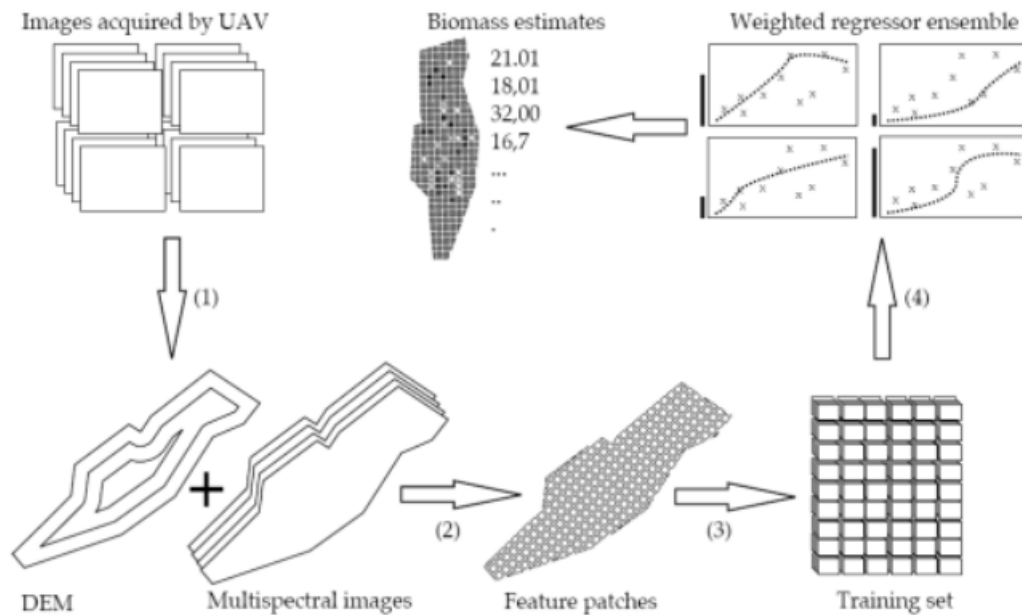 Images acquired by UAV
Biomass estimates
Weighted regressor ensemble
21.01
18,01
32,00
16,7
...
..
.
(1)
(4)
(2)
(3)
DEM
Multispectral images
Feature patches
Training set